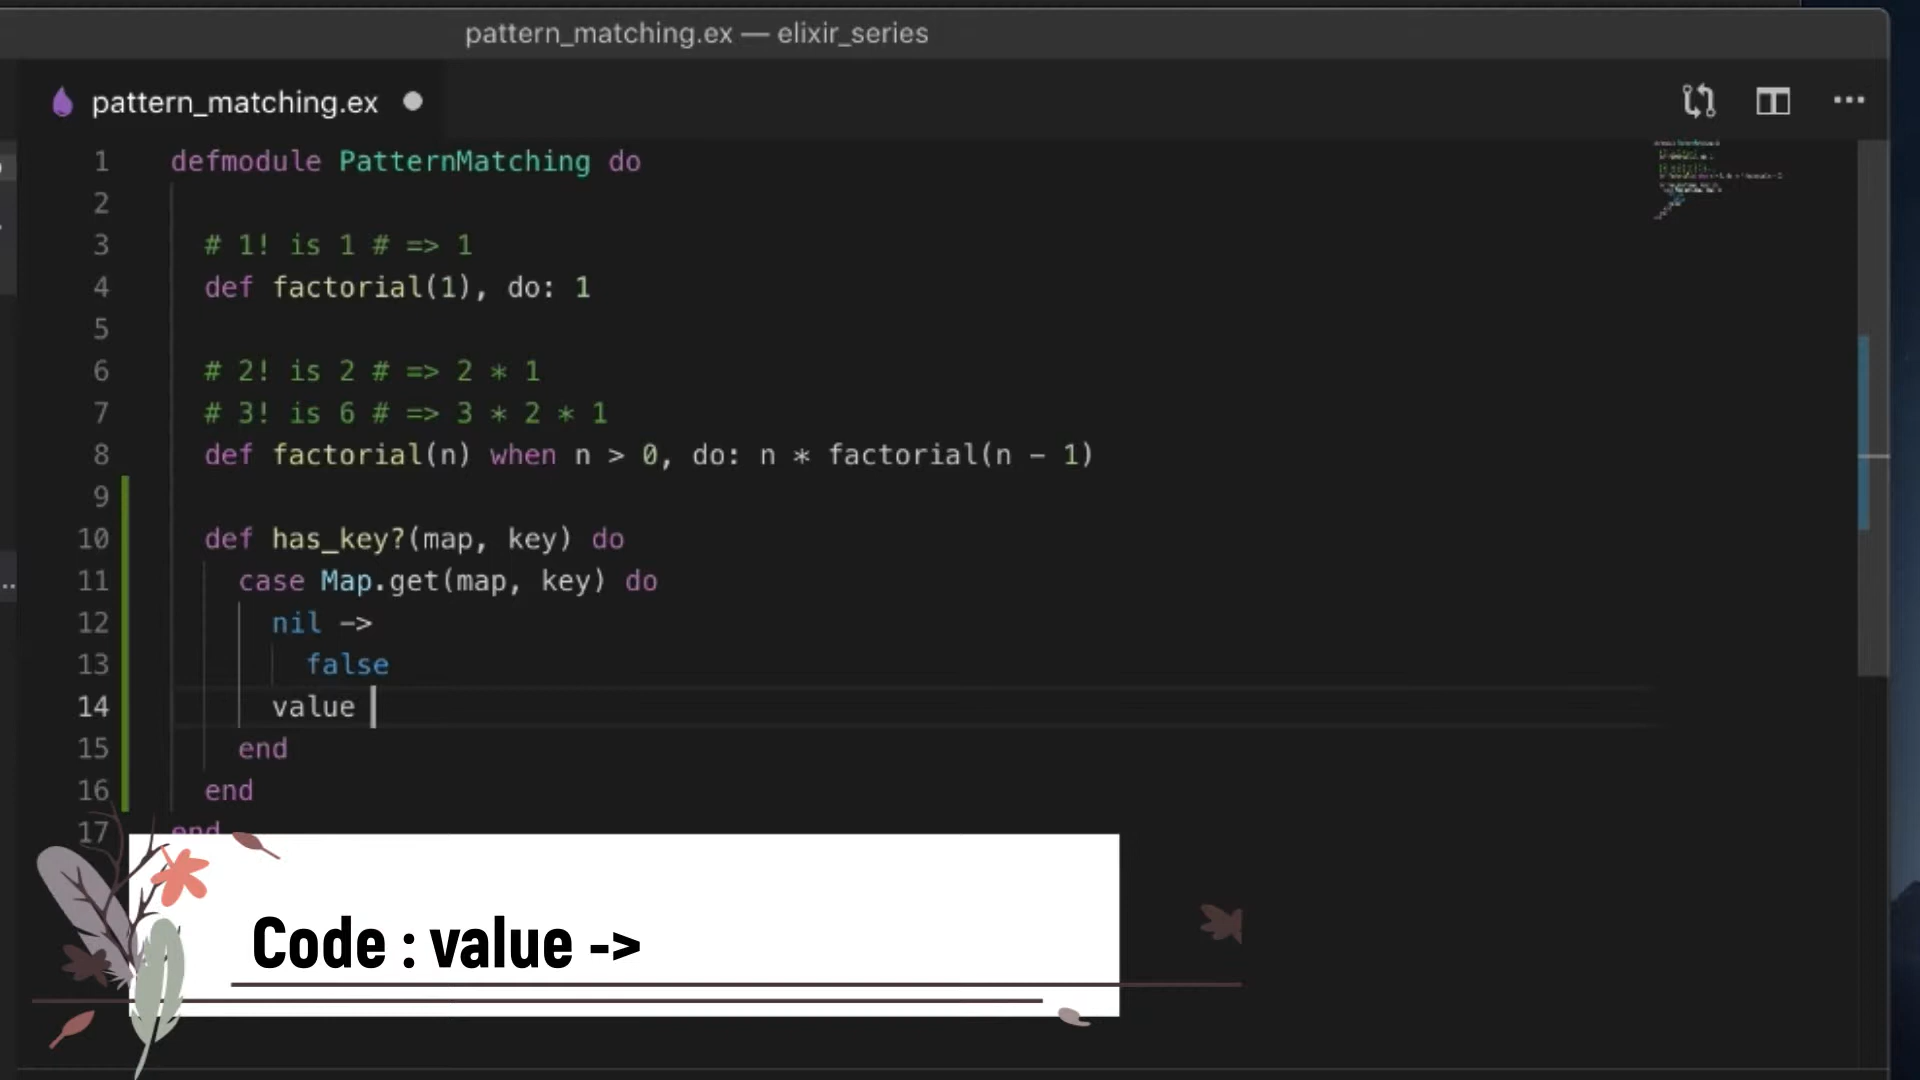 pattern_matching.ex — elixir_series
pattern_matching.ex
1 defmodule PatternMatching do
2
3 # 1! is 1 # => 1
4 def factorial(1), do: 1
5
6 # 2! is 2 # => 2 * 1
7 # 3! is 6 # => 3 * 2 * 1
8 def factorial(n) when n > 0, do: n * factorial(n - 1)
9
10 def has_key?(map, key) do
11 case Map.get(map, key) do
12 nil ->
13 false
14 value
15 end
16 end
17 end
Code : value ->